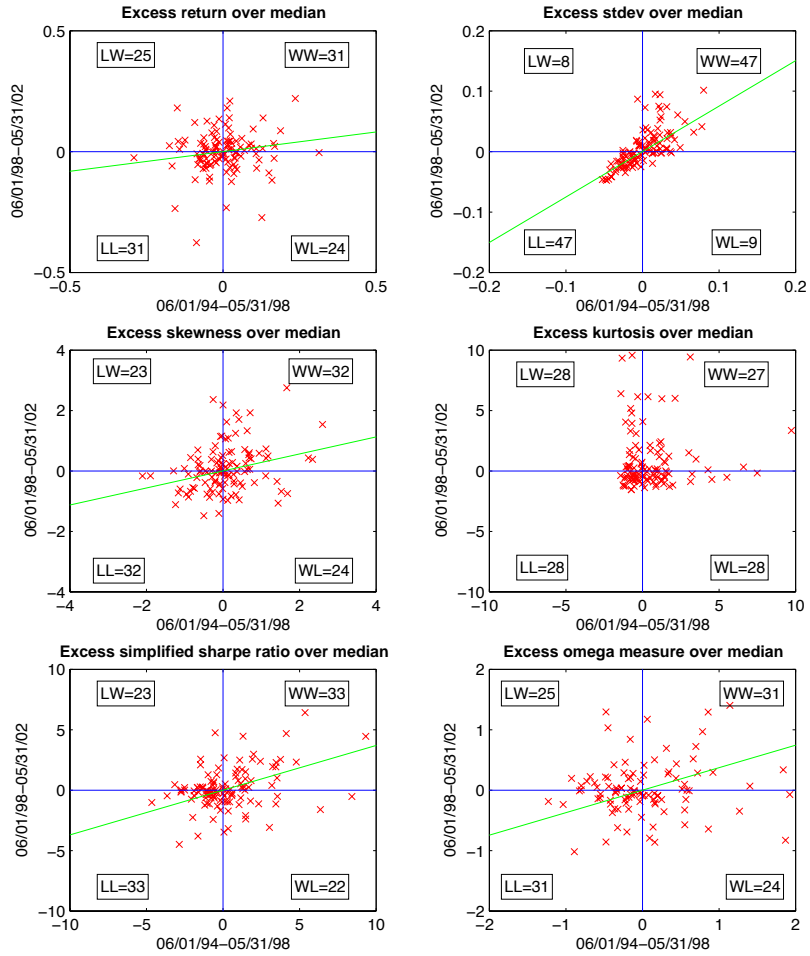 Excess return over median
0.5
LW=25
WW=31
06/01/98−05/31/02
0
LL=31
WL=24
−0.5
−0.5
0
0.5
06/01/94−05/31/98
Excess stdev over median
0.2
LW=8
WW=47
0.1
06/01/98−05/31/02
0
−0.1
LL=47
WL=9
−0.2
−0.2
−0.1
0
0.1
0.2
06/01/94−05/31/98
Excess skewness over median
4
LW=23
WW=32
2
06/01/98−05/31/02
0
−2
LL=32
WL=24
−4
−4
−2
0
2
4
06/01/94−05/31/98
Excess kurtosis over median
10
LW=28
WW=27
5
06/01/98−05/31/02
0
−5
LL=28
WL=28
−10
−10
−5
0
5
10
06/01/94−05/31/98
Excess simplified sharpe ratio over median
10
LW=23
WW=33
5
06/01/98−05/31/02
0
−5
LL=33
WL=22
−10
−10
−5
0
5
10
06/01/94−05/31/98
Excess omega measure over median
2
LW=25
WW=31
1
06/01/98−05/31/02
0
−1
LL=31
WL=24
−2
−2
−1
0
1
2
06/01/94−05/31/98